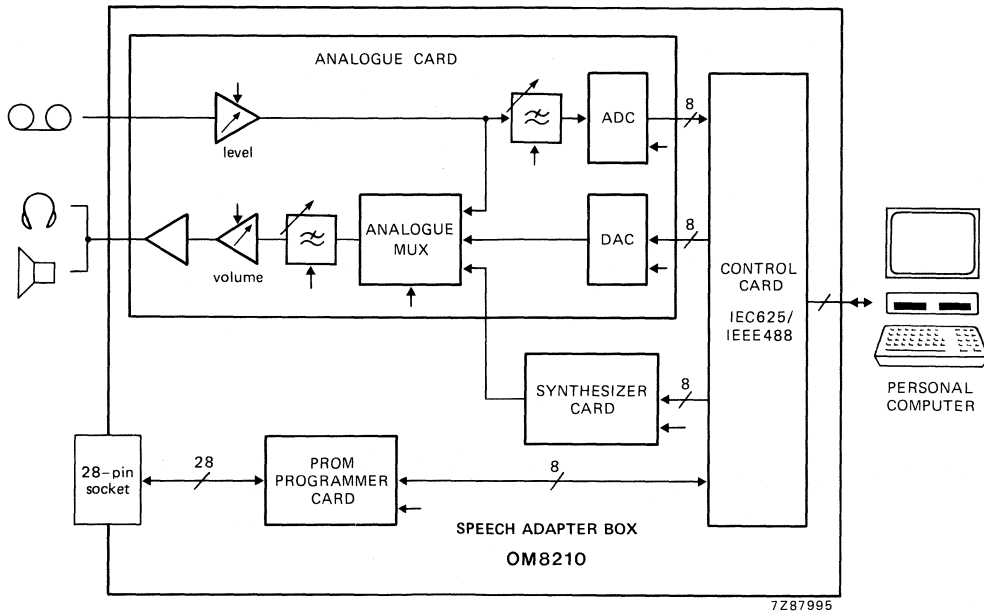 ANALOGUE CARD
level
ADC
8
volume
ANALOGUE
MUX
DAC
8
CONTROL
CARD
IEC625/
IEEE488
PERSONAL
COMPUTER
SYNTHESIZER
CARD
8
28-pin
socket
28
PROM
PROGRAMMER
CARD
8
SPEECH ADAPTER BOX
OM8210
7Z87995